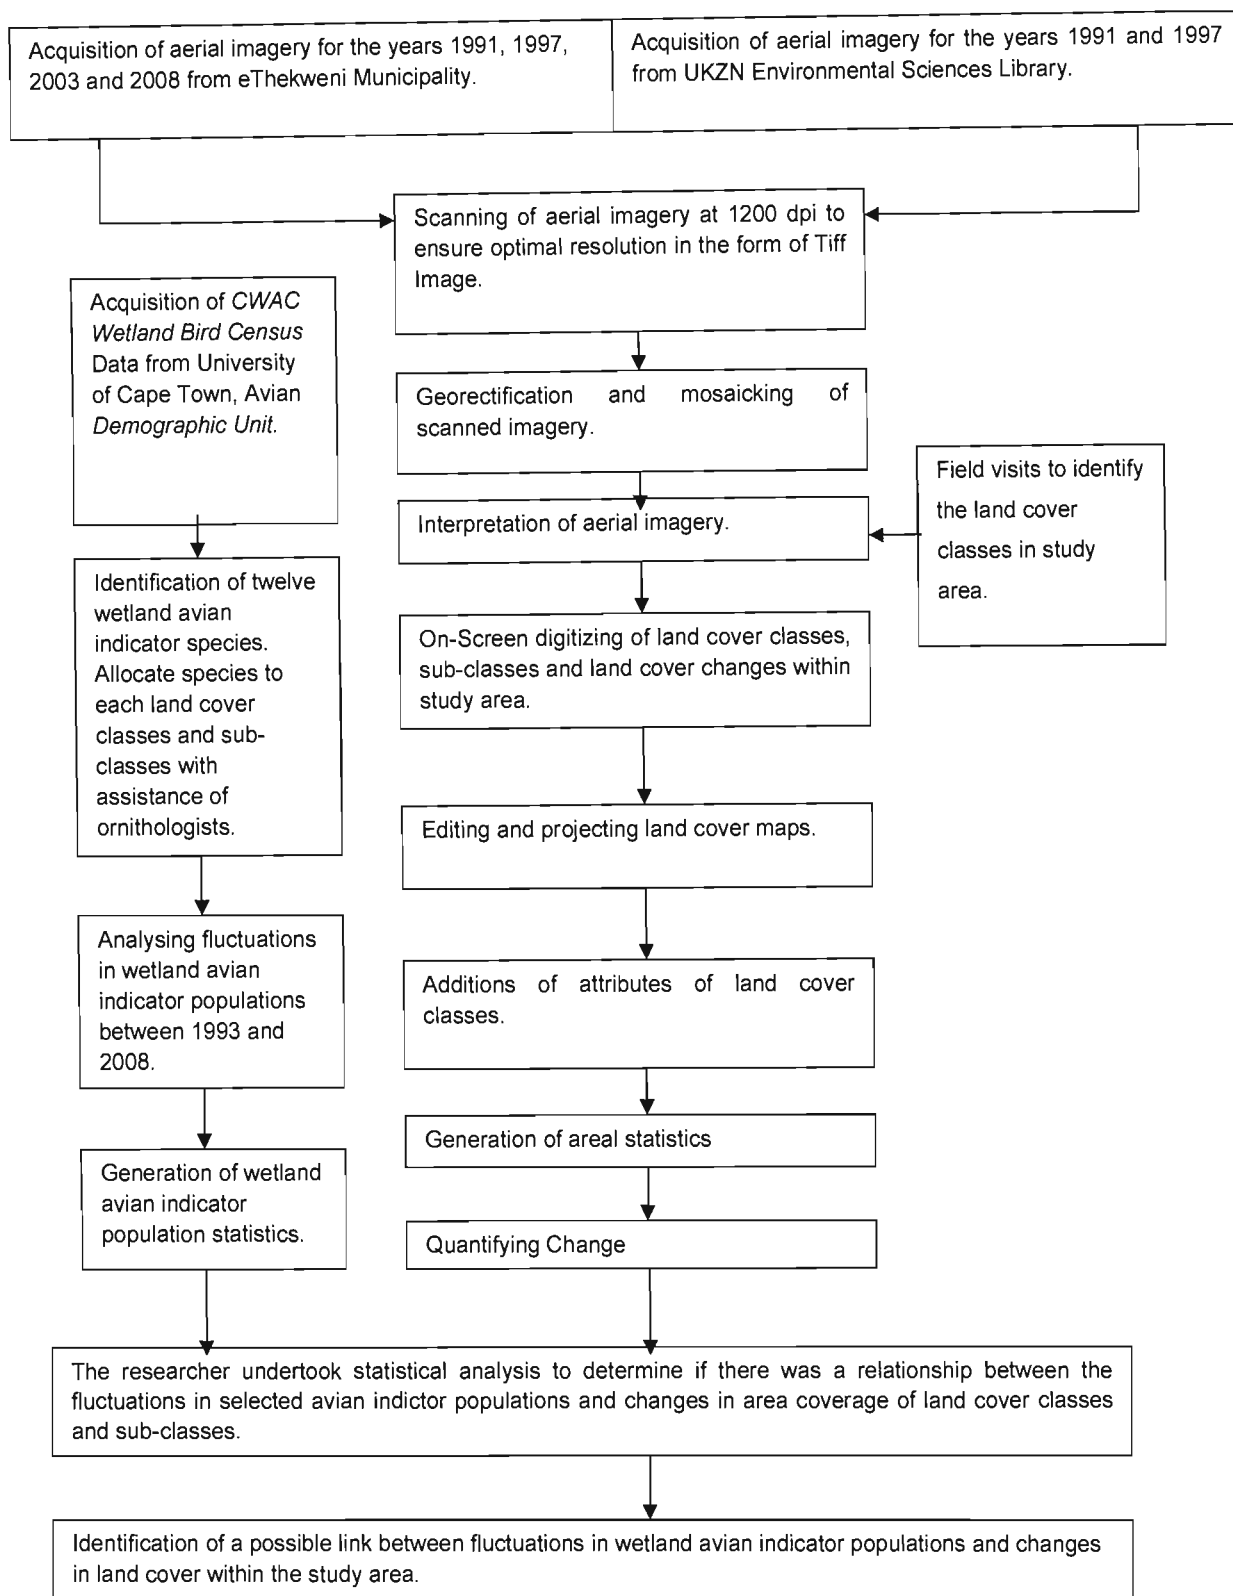 Acquisition of aerial imagery for the years 1991, 1997,
2003 and 2008 from eThekweni Municipality.
Acquisition of aerial imagery for the years 1991 and 1997
from UKZN Environmental Sciences Library.
Scanning of aerial imagery at 1200 dpi to
ensure optimal resolution in the form of Tiff
Image.
Acquisition of CWAC
Wetland Bird Census
Data from University
of Cape Town, Avian
Demographic Unit.
Georectification and mosaicking of
scanned imagery.
Field visits to identify
the land cover
classes in study
area.
Interpretation of aerial imagery.
Identification of twelve
wetland avian
indicator species.
Allocate species to
each land cover
classes and sub-
classes with
assistance of
ornithologists.
On-Screen digitizing of land cover classes,
sub-classes and land cover changes within
study area.
Editing and projecting land cover maps.
Analysing fluctuations
in wetland avian
indicator populations
between 1993 and
2008.
Additions of attributes of land cover
classes.
Generation of areal statistics
Generation of wetland
avian indicator
population statistics.
Quantifying Change
The researcher undertook statistical analysis to determine if there was a relationship between the
fluctuations in selected avian indictor populations and changes in area coverage of land cover classes
and sub-classes.
Identification of a possible link between fluctuations in wetland avian indicator populations and changes
in land cover within the study area.